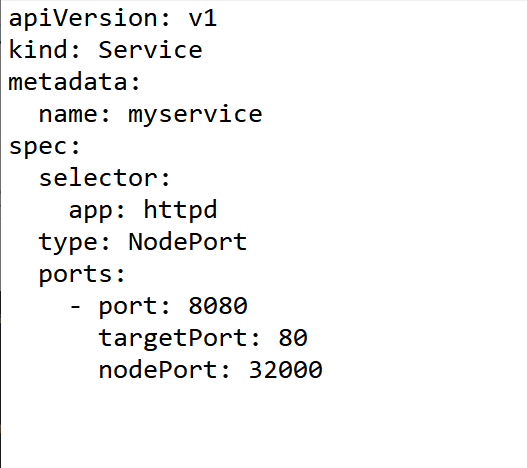 apiVersion: v1
kind: Service
metadata:
  name: myservice
spec:
  selector:
    app: httpd
  type: NodePort
  ports:
    - port: 8080
      targetPort: 80
      nodePort: 32000